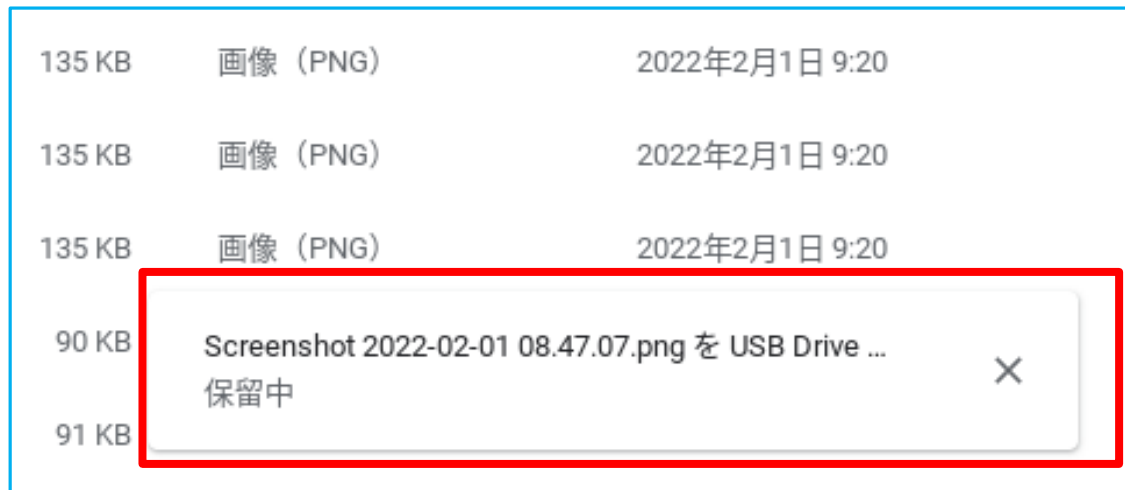 135 KB 画像（PNG） 2022年2月1日 9:20
135 KB 画像（PNG） 2022年2月1日 9:20
135 KB 画像（PNG） 2022年2月1日 9:20
90 KB
Screenshot 2022-02-01 08.47.07.png を USB Drive ...
保留中
91 KB